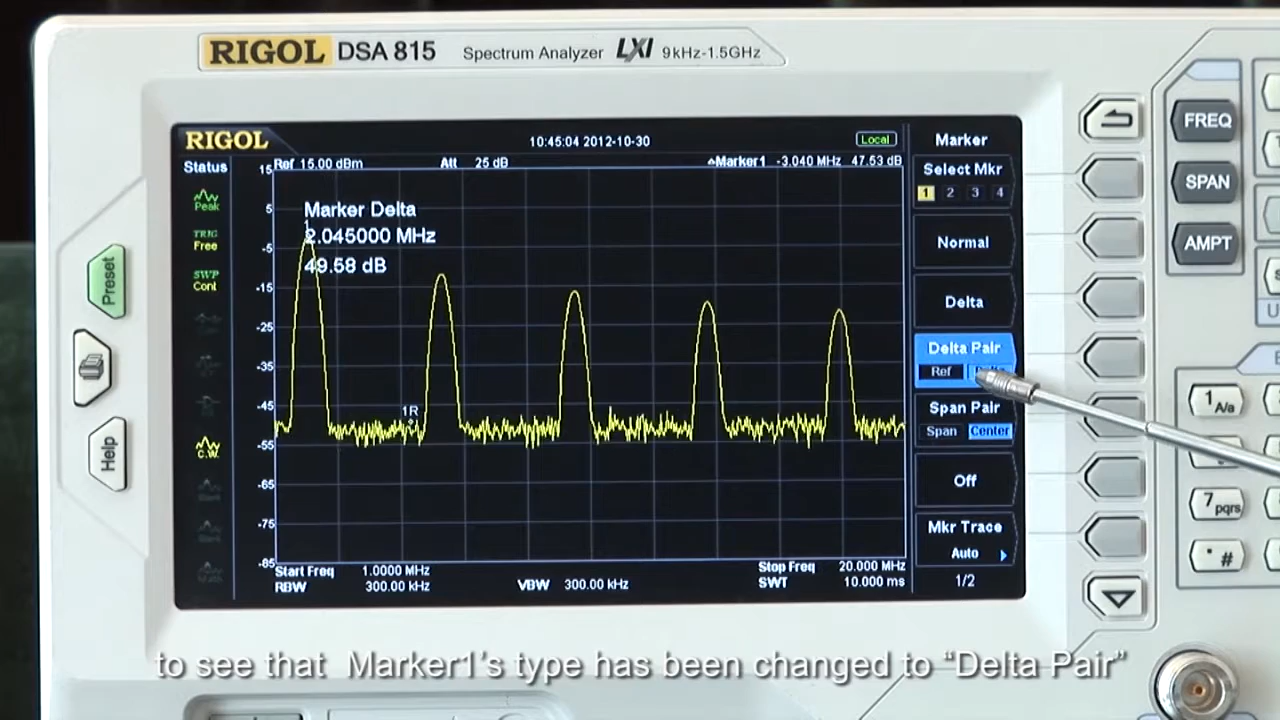 RIGOL DSA 815 Spectrum Analyzer LXI 9kHz-1.5GHz
RIGOL 10:45:04 2012-10-30 Local
Status
Ref 15.00 dBm Att 25 dB Marker1 -3.040 MHz 47.53 dB
Peak
TRIG
Free
SWP
Cont
C.W
15
5
-5
-15
-25
-35
-45
-55
-65
-75
-85
Marker Delta
2.045000 MHz
49.58 dB
1
1R
Start Freq 1.0000 MHz Stop Freq 20.000 MHz
RBW 300.00 kHz VBW 300.00 kHz SWT 10.000 ms
Marker
Select Mkr
1 2 3 4
Normal
Delta
Delta Pair
Ref
Span Pair
Span Center
Off
Mkr Trace
Auto
1/2
Preset
Help
FREQ
SPAN
AMPT
1 A/a
7 pqrs
. #
to see that Marker1's type has been changed to “Delta Pair”